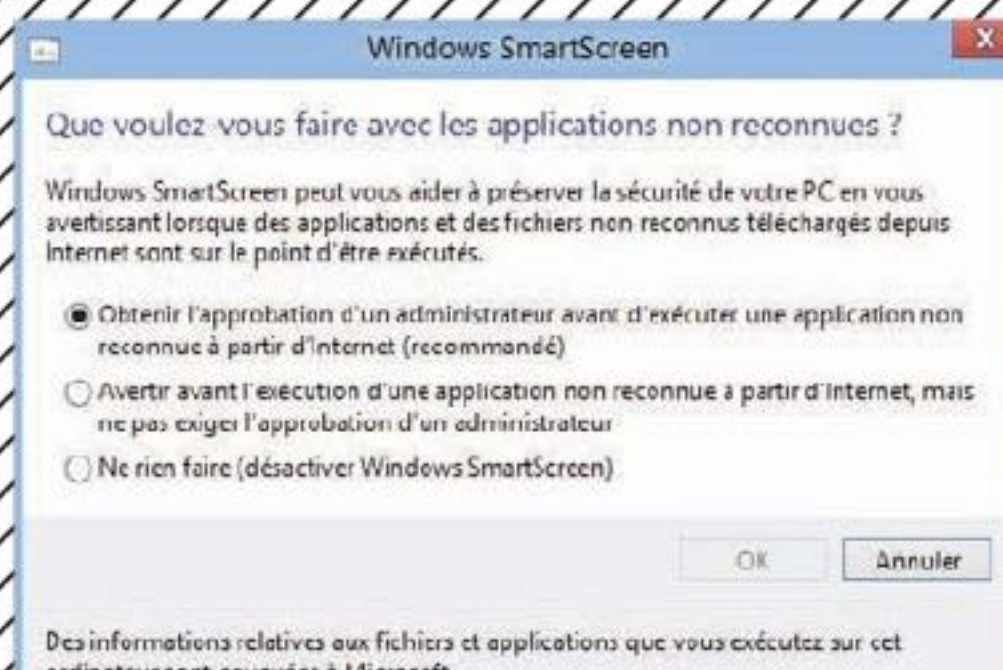 Windows SmartScreen
X
Que voulez-vous faire avec les applications non reconnues ?
Windows SmartScreen peut vous aider à préserver la sécurité de votre PC en vous
avertissant lorsque des applications et des fichiers non reconnus téléchargés depuis
Internet sont sur le point d'être exécutés.
Obtenir l'approbation d'un administrateur avant d'exécuter une application non
reconnue à partir d'Internet (recommandé)
Avertir avant l'exécution d'une application non reconnue à partir d'Internet, mais
ne pas exiger l'approbation d'un administrateur
Ne rien faire (désactiver Windows SmartScreen)
OK
Annuler
Des informations relatives aux fichiers et applications que vous exécutez sur cet
à Microsoft